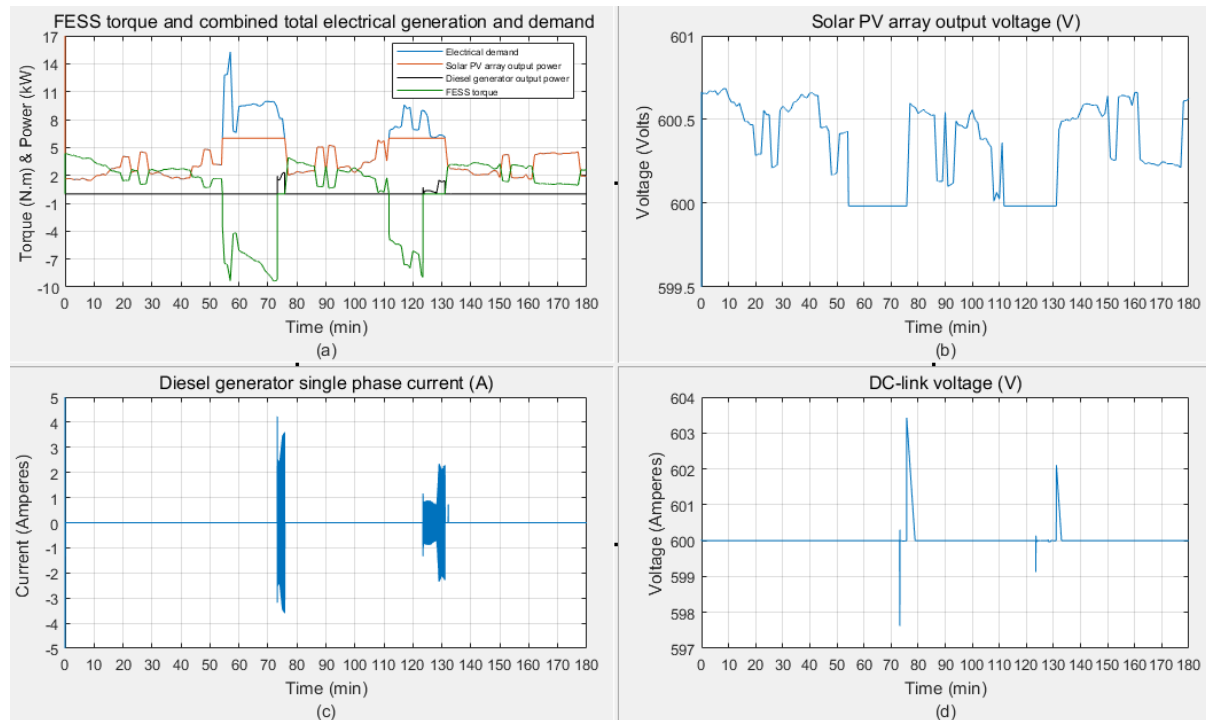 FESS torque and combined total electrical generation and demand
Torque (N.m) & Power (kW)
17
14
11
8
5
2
-1
-4
-7
-10
Electrical demand
Solar PV array output power
Diesel generator output power
FESS torque
0 10 20 30 40 50 60 70 80 90 100 110 120 130 140 150 160 170 180
Time (min)
(a)
Solar PV array output voltage (V)
Voltage (Volts)
601
600.5
600
599.5
0 10 20 30 40 50 60 70 80 90 100 110 120 130 140 150 160 170 180
Time (min)
(b)
Diesel generator single phase current (A)
Current (Amperes)
5
4
3
2
1
0
-1
-2
-3
-4
-5
0 10 20 30 40 50 60 70 80 90 100 110 120 130 140 150 160 170 180
Time (min)
(c)
DC-link voltage (V)
Voltage (Amperes)
604
603
602
601
600
599
598
597
0 10 20 30 40 50 60 70 80 90 100 110 120 130 140 150 160 170 180
Time (min)
(d)